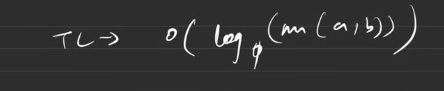 TC → O( log_φ (min(a,b)) )